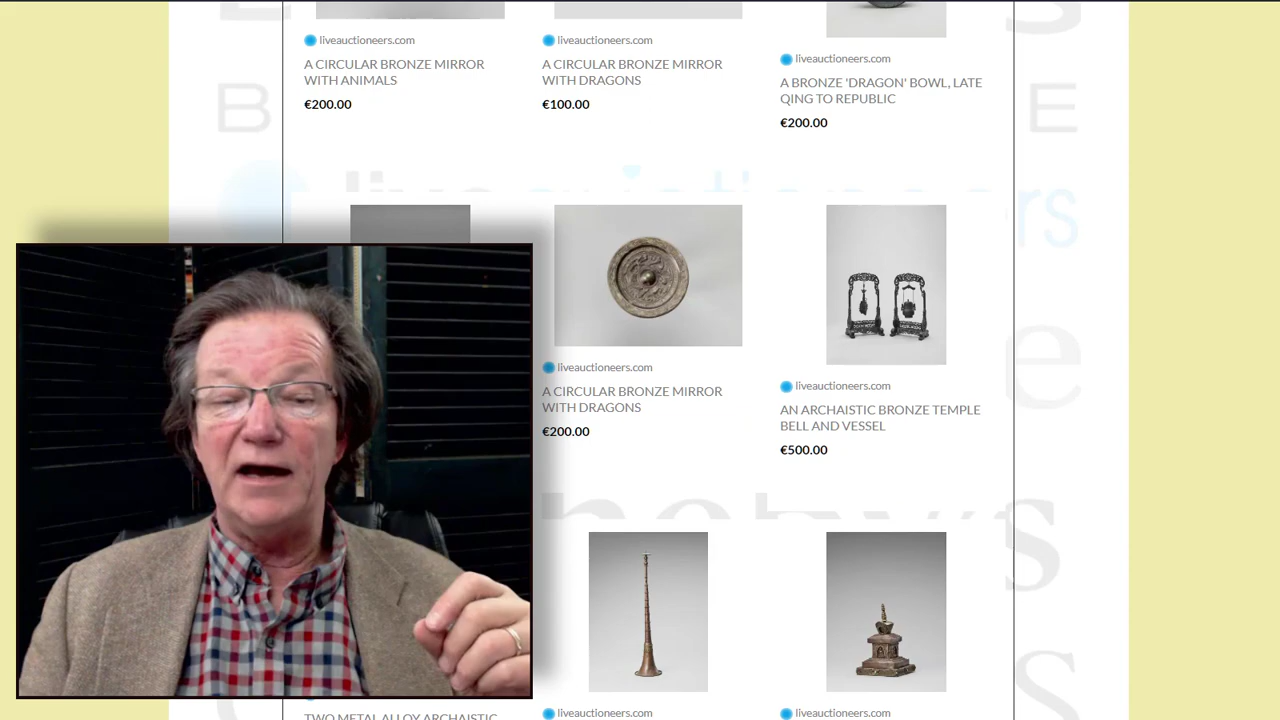 liveauctioneers.com
A CIRCULAR BRONZE MIRROR
WITH ANIMALS
€200.00
liveauctioneers.com
A CIRCULAR BRONZE MIRROR
WITH DRAGONS
€100.00
liveauctioneers.com
A BRONZE 'DRAGON' BOWL, LATE
QING TO REPUBLIC
€200.00
liveauctioneers.com
A CIRCULAR BRONZE MIRROR
WITH DRAGONS
€200.00
liveauctioneers.com
AN ARCHAISTIC BRONZE TEMPLE
BELL AND VESSEL
€500.00
TWO METAL ALLOY ARCHAISTIC
liveauctioneers.com
liveauctioneers.com